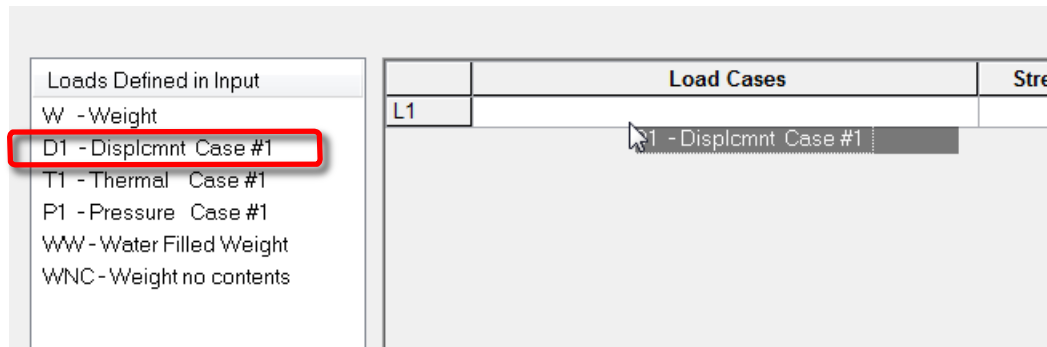 Loads Defined in Input
W - Weight
D1 - Displcmnt Case #1
T1 - Thermal Case #1
P1 - Pressure Case #1
WW - Water Filled Weight
WNC - Weight no contents
Load Cases Stre
L1
1 - Displcmnt Case #1